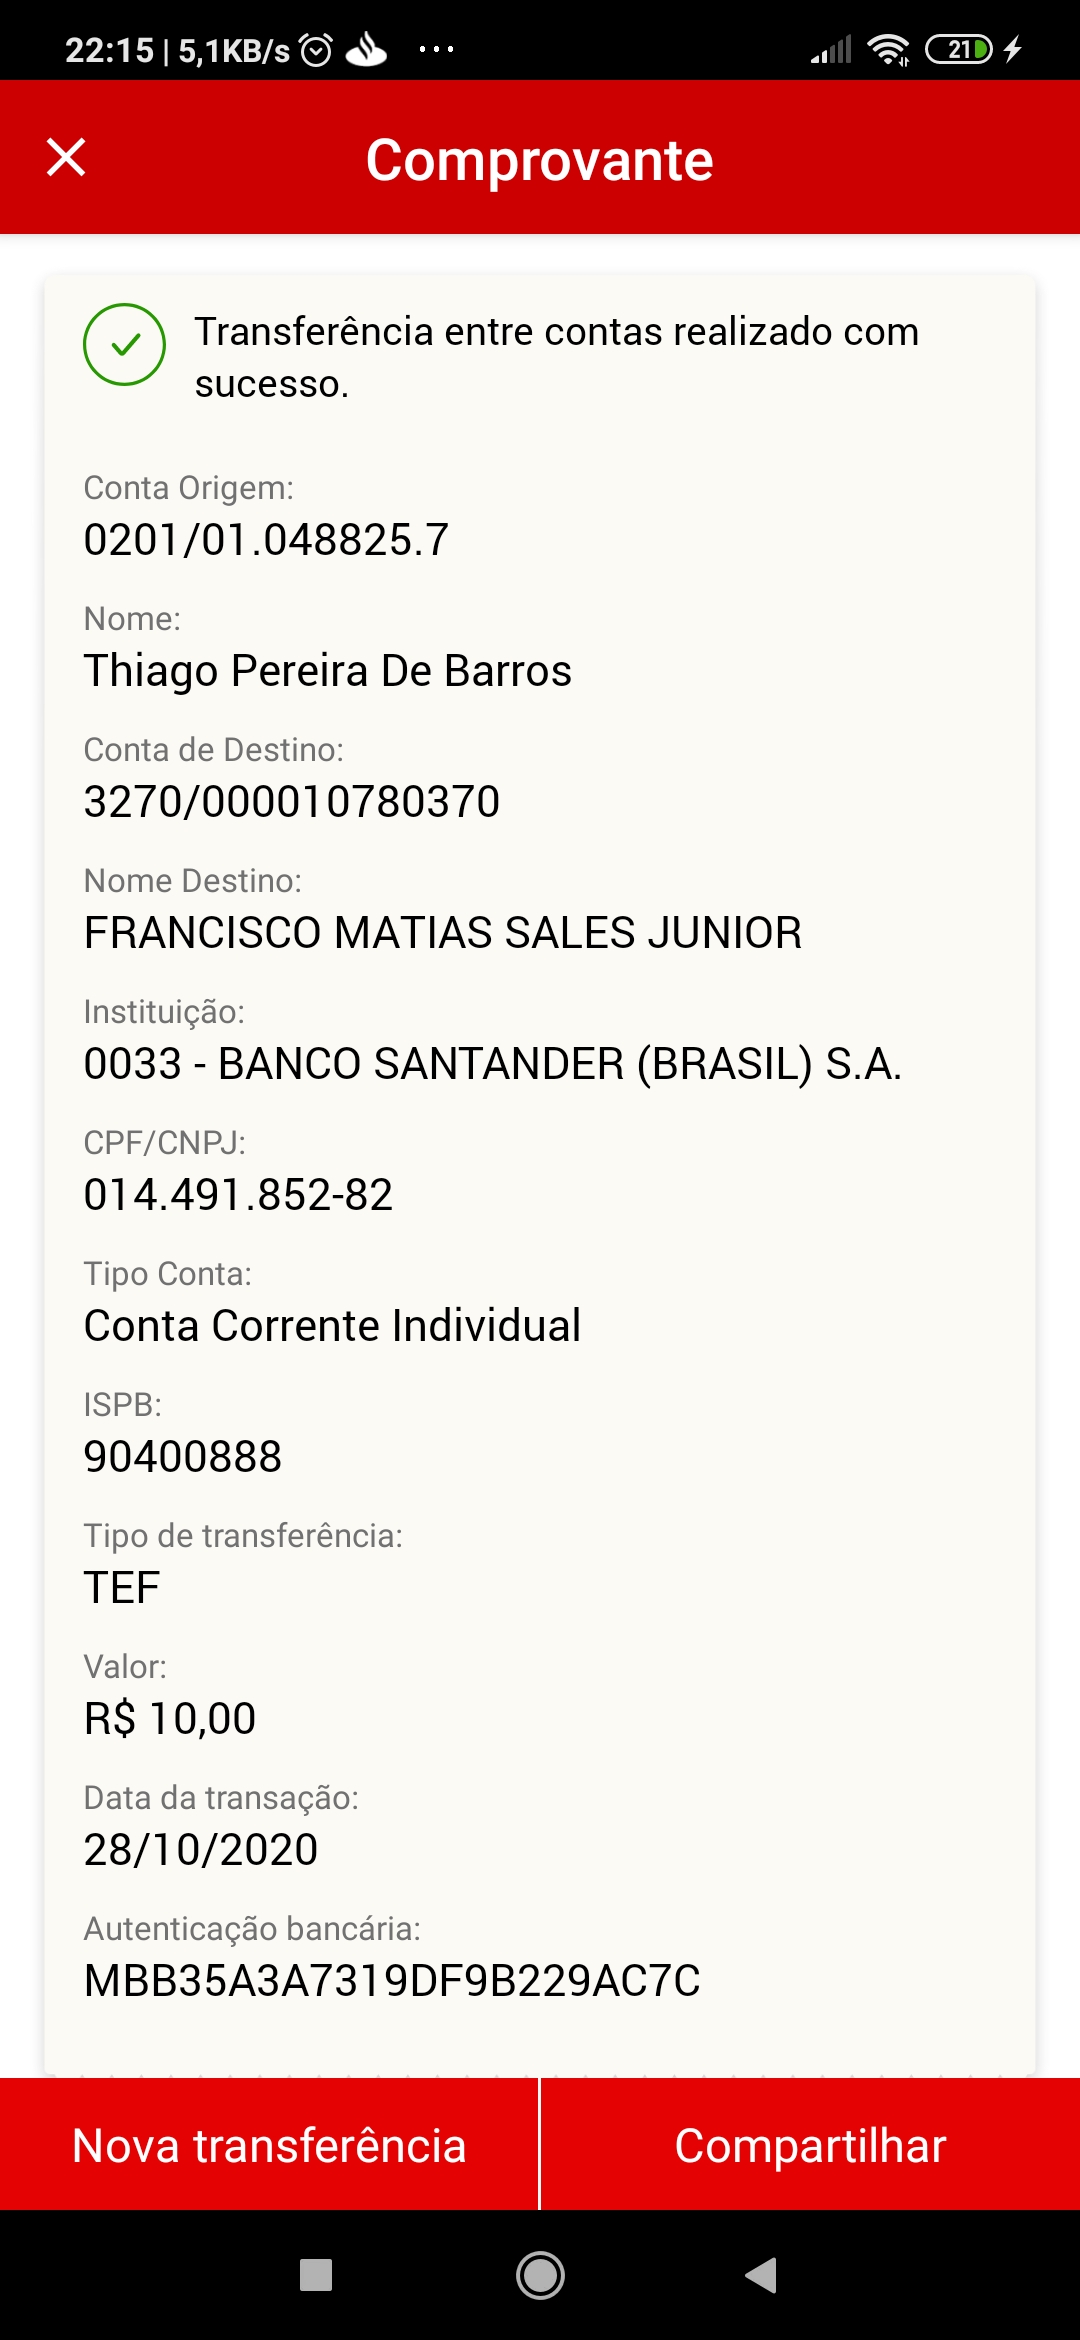 22:15 | 5,1KB/s ... 21
Comprovante
Transferência entre contas realizado com
sucesso.
Conta Origem:
0201/01.048825.7
Nome:
Thiago Pereira De Barros
Conta de Destino:
3270/000010780370
Nome Destino:
FRANCISCO MATIAS SALES JUNIOR
Instituição:
0033 - BANCO SANTANDER (BRASIL) S.A.
CPF/CNPJ:
014.491.852-82
Tipo Conta:
Conta Corrente Individual
ISPB:
90400888
Tipo de transferência:
TEF
Valor:
R$ 10,00
Data da transação:
28/10/2020
Autenticação bancária:
MBB35A3A7319DF9B229AC7C
Nova transferência
Compartilhar